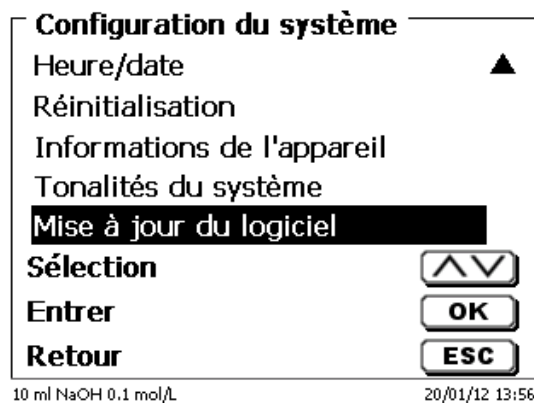 Configuration du système
Heure/date
Réinitialisation
Informations de l'appareil
Tonalités du système
Mise à jour du logiciel
Sélection
Entrer OK
Retour ESC
10 ml NaOH 0.1 mol/L 20/01/12 13:56